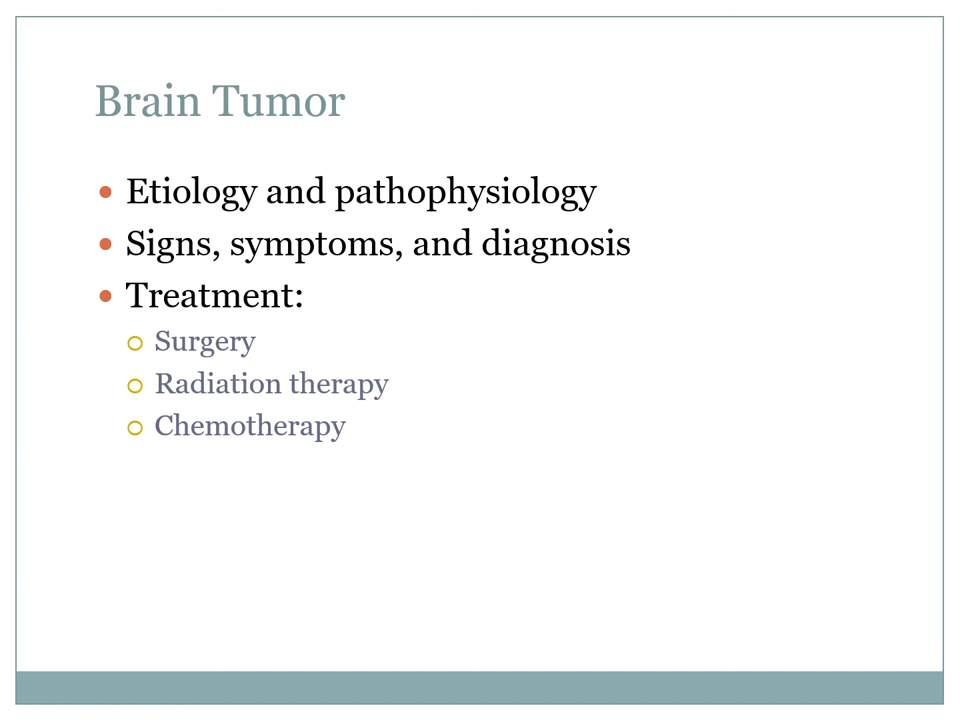 Brain Tumor
Etiology and pathophysiology
Signs, symptoms, and diagnosis
Treatment:
Surgery
Radiation therapy
Chemotherapy